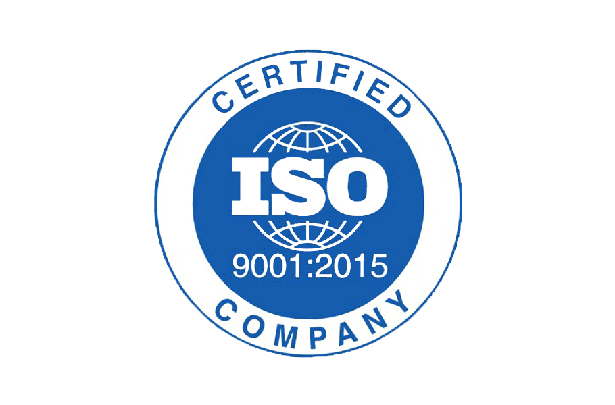 CERTIFIED
ISO
9001:2015
COMPANY